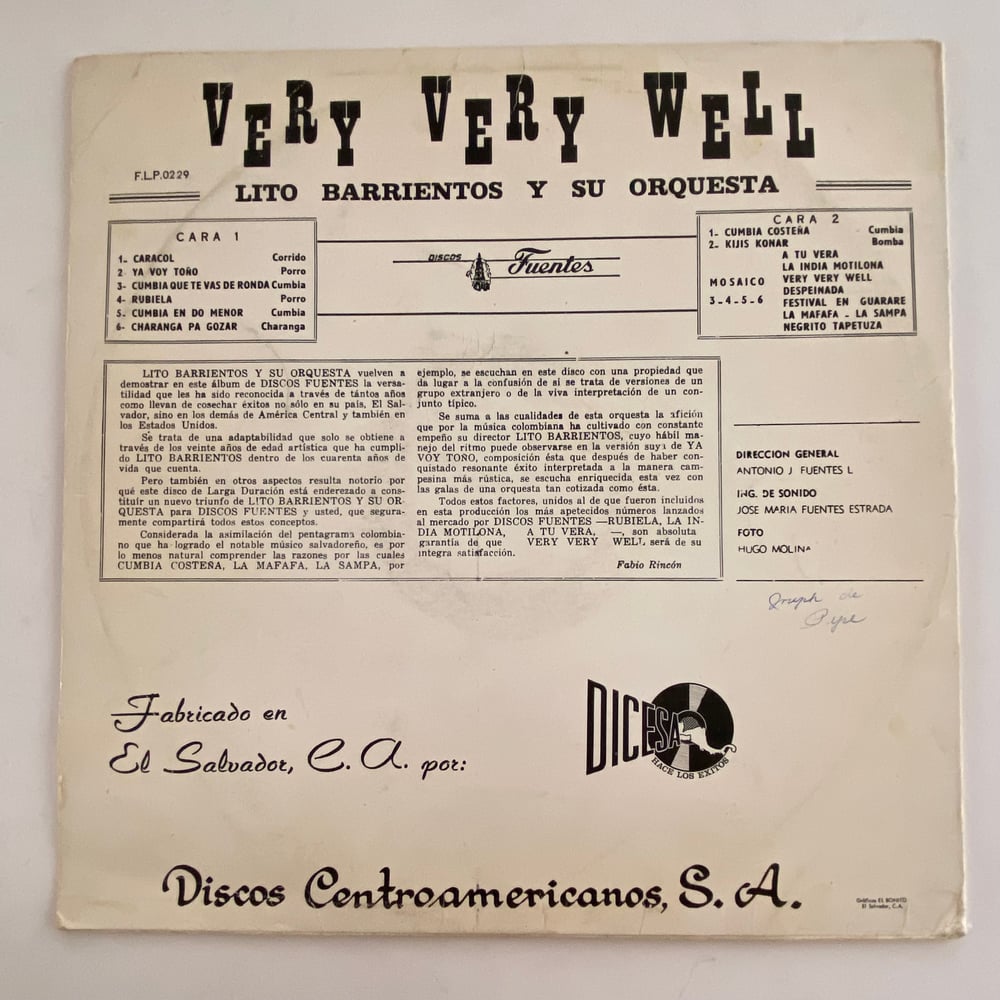 VERY VERY WELL
F.L.P.0229
LITO BARRIENTOS Y SU ORQUESTA
CARA 1
1- CARACOL Corrido
2 YA VOY TOÑO Porro
3- CUMBIA QUE TE VAS DE RONDA Cumbia
4- RUBIELA Porro
5- CUMBIA EN DO MENOR Cumbia
6- CHARANGA PA GOZAR Charanga
DISCOS Fuentes
CARA 2
1- CUMBIA COSTEÑA Cumbia
2- KIJIS KONAR Bomba
A TU VERA
LA INDIA MOTILONA
MOSAICO VERY VERY WELL
DESPEINADA
3-4-5-6 FESTIVAL EN GUARARE
LA MAFAFA - LA SAMPA
NEGRITO TAPETUZA
LITO BARRIENTOS Y SU ORQUESTA vuelven a
demostrar en este álbum de DISCOS FUENTES la versa-
tilidad que les ha sido reconocida a través de tántos años
como llevan de cosechar éxitos no sólo en su país, El Sal-
vador, sino en los demás de América Central y también en
los Estados Unidos.
Se trata de una adaptabilidad que solo se obtiene a
través de los veinte años de edad artística que ha cumpli-
do LITO BARRIENTOS dentro de los cuarenta años de
vida que cuenta.
Pero también en otros aspectos resulta notorio por
qué este disco de Larga Duración está enderezado a cons-
tituir un nuevo triunfo de LITO BARRIENTOS Y SU OR-
QUESTA para DISCOS FUENTES y usted, que segura-
mente compartirá todos estos conceptos.
Considerada la asimilación del pentagrama colombia-
no que ha logrado el notable músico salvadoreño, es por
lo menos natural comprender las razones por las cuales
CUMBIA COSTEÑA, LA MAFAFA, LA SAMPA, por
ejemplo, se escuchan en este disco con una propiedad que
da lugar a la confusión de si se trata de versiones de un
grupo extranjero o de la viva interpretación de un con-
junto típico.
Se suma a las cualidades de esta orquesta la afición
que por la música colombiana ha cultivado con constante
empeño su director LITO BARRIENTOS, cuyo hábil ma-
nejo del ritmo puede observarse en la versión suya de YA
VOY TOÑO, composición ésta que después de haber con-
quistado resonante éxito interpretada a la manera cam-
pesina más rústica, se escucha enriquecida esta vez con
las galas de una orquesta tan cotizada como ésta.
Todos estos factores, unidos al de que fueron incluídos
en esta producción los más apetecidos números lanzados
al mercado por DISCOS FUENTES —RUBIELA, LA IN-
DIA MOTILONA, A TU VERA, —, son absoluta
garantía de que VERY VERY WELL será de su
íntegra satisfacción.
Fabio Rincón
DIRECCION GENERAL
ANTONIO J FUENTES L
ING. DE SONIDO
JOSE MARIA FUENTES ESTRADA
FOTO
HUGO MOLINA
Joseph de
Pepe
Fabricado en
El Salvador, C. A. por:
DICESA
HACE LOS EXITOS
Discos Centroamericanos, S. A.
Gráficos EL BONITO
El Salvador, C.A.